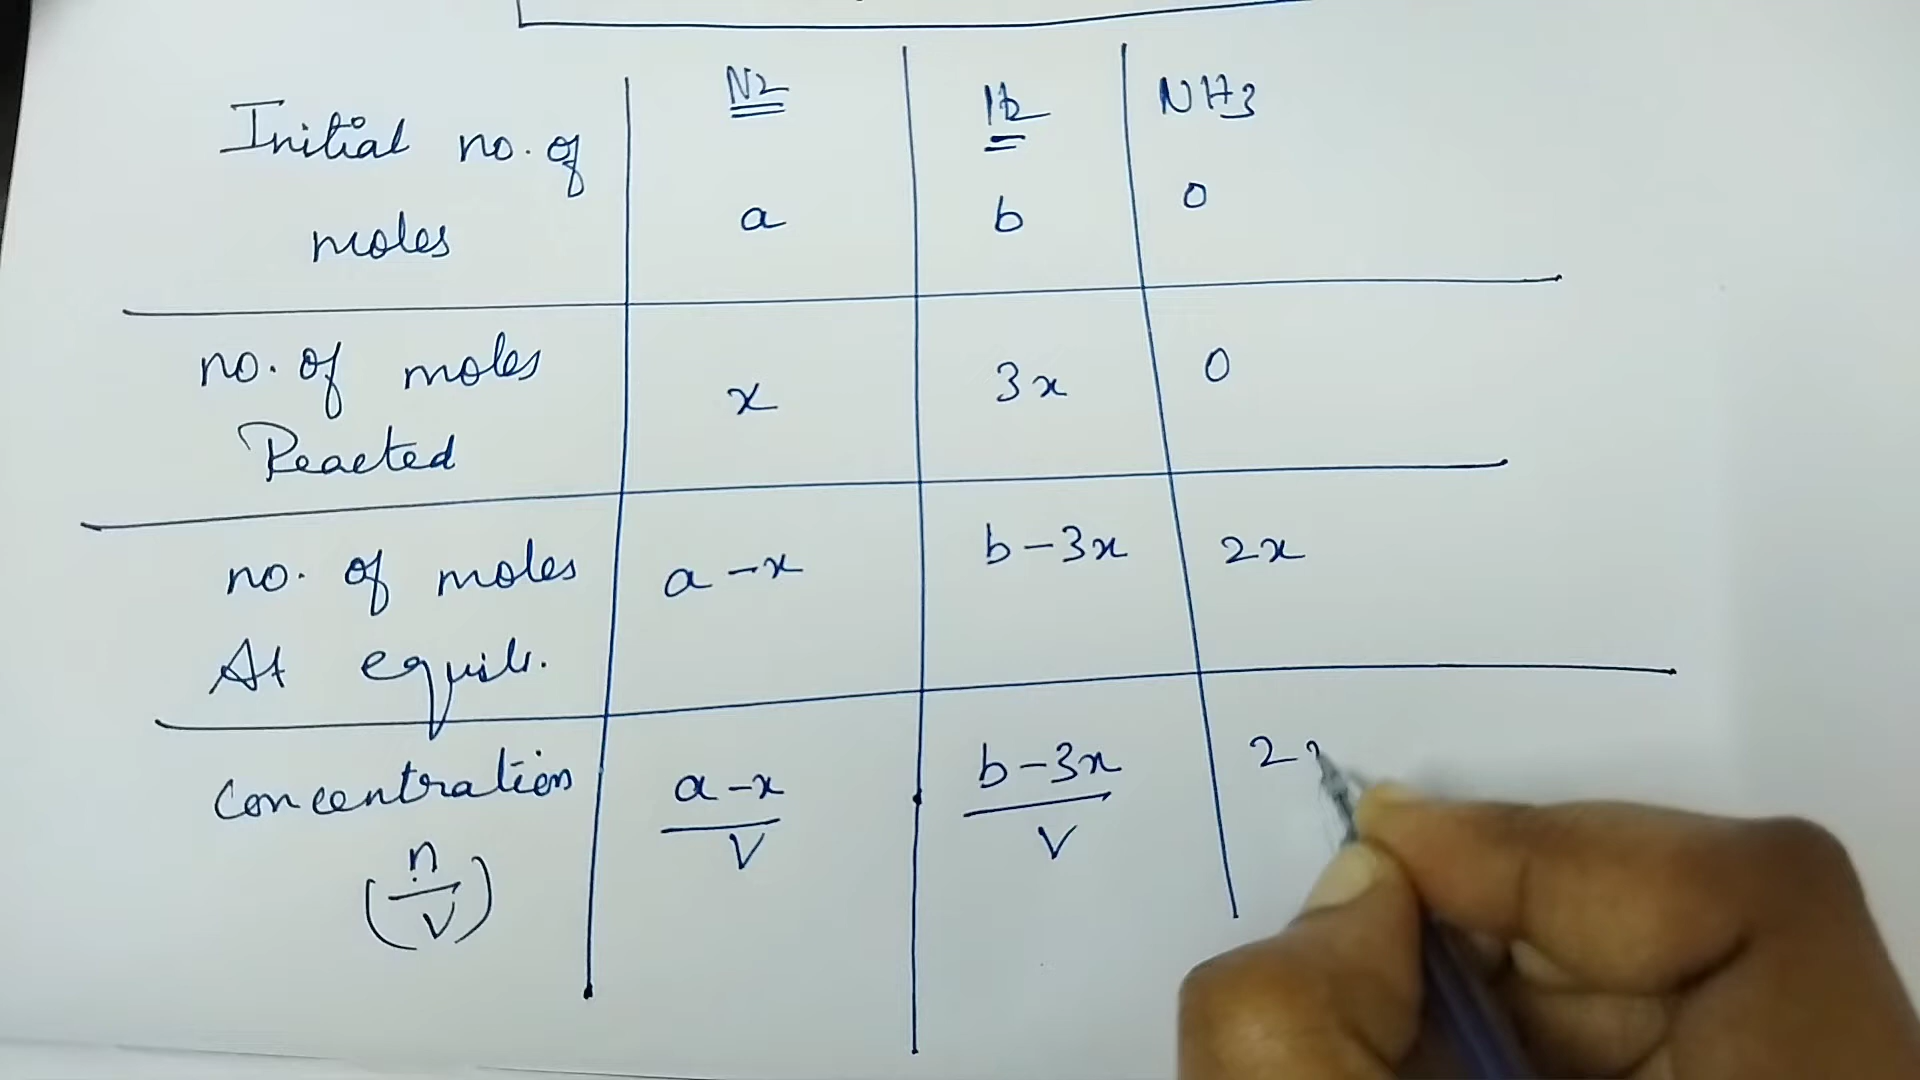 N2 H2 NH3
Initial no. of
moles a b 0
no. of moles
Reacted x 3x 0
no. of moles a-x b-3x 2x
At equili.
Concentration a-x b-3x 2x
V V
(n
V)